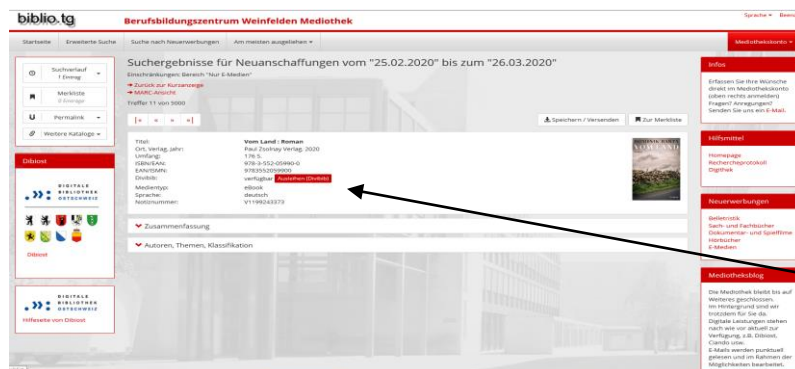 biblio.tg
Berufsbildungszentrum Weinfelden Mediothek
Sprache
Startseite
Erweiterte Suche
Suche nach Neuerwerbungen
Am meisten ausgeliehen
Mediothekskonto
Suchverlauf
1 Eintrag
Merkliste
0 Einträge
Permalink
Weitere Kataloge
Dibiost
DIGITALE
BIBLIOTHEK
OSTSCHWEIZ
Dibiost
DIGITALE
BIBLIOTHEK
OSTSCHWEIZ
Hilfeseite von Dibiost
Suchergebnisse für Neuanschaffungen vom "25.02.2020" bis zum "26.03.2020"
Einschränkungen: Bereich "Nur E-Medien"
Zurück zur Kurzanzeige
MARC-Ansicht
Treffer 11 von 5000
Speichern / Versenden
Zur Merkliste
Titel: Vom Land : Roman
Ort, Verlag, Jahr: Paul Zsolnay Verlag, 2020
Umfang: 176 S.
ISBN/EAN: 978-3-552-05990-0
EAN/ISMN: 9783552059900
Divibib: verfügbar Ausleihen (Divibib)
Medientyp: eBook
Sprache: deutsch
Notiznummer: V1199243373
VOM LAND
Zusammenfassung
Autoren, Themen, Klassifikation
Infos
Erfassen Sie Ihre Wünsche
direkt im Mediothekskonto
(oben rechts anmelden)
Fragen? Anregungen?
Senden Sie uns ein E-Mail.
Hilfsmittel
Homepage
Rechercheprotokoll
Digithek
Neuerwerbungen
Belletristik
Sach- und Fachbücher
Dokumentar- und Spielfilme
Hörbücher
E-Medien
Mediotheksblog
Die Mediothek bleibt bis auf
Weiteres geschlossen.
Im Hintergrund sind wir
trotzdem für Sie da.
Digitale Leistungen stehen
nach wie vor aktuell zur
Verfügung, z.B. Dibiost,
Ciando usw.
E-Mails werden punktuell
gelesen und im Rahmen der
Möglichkeiten bearbeitet.